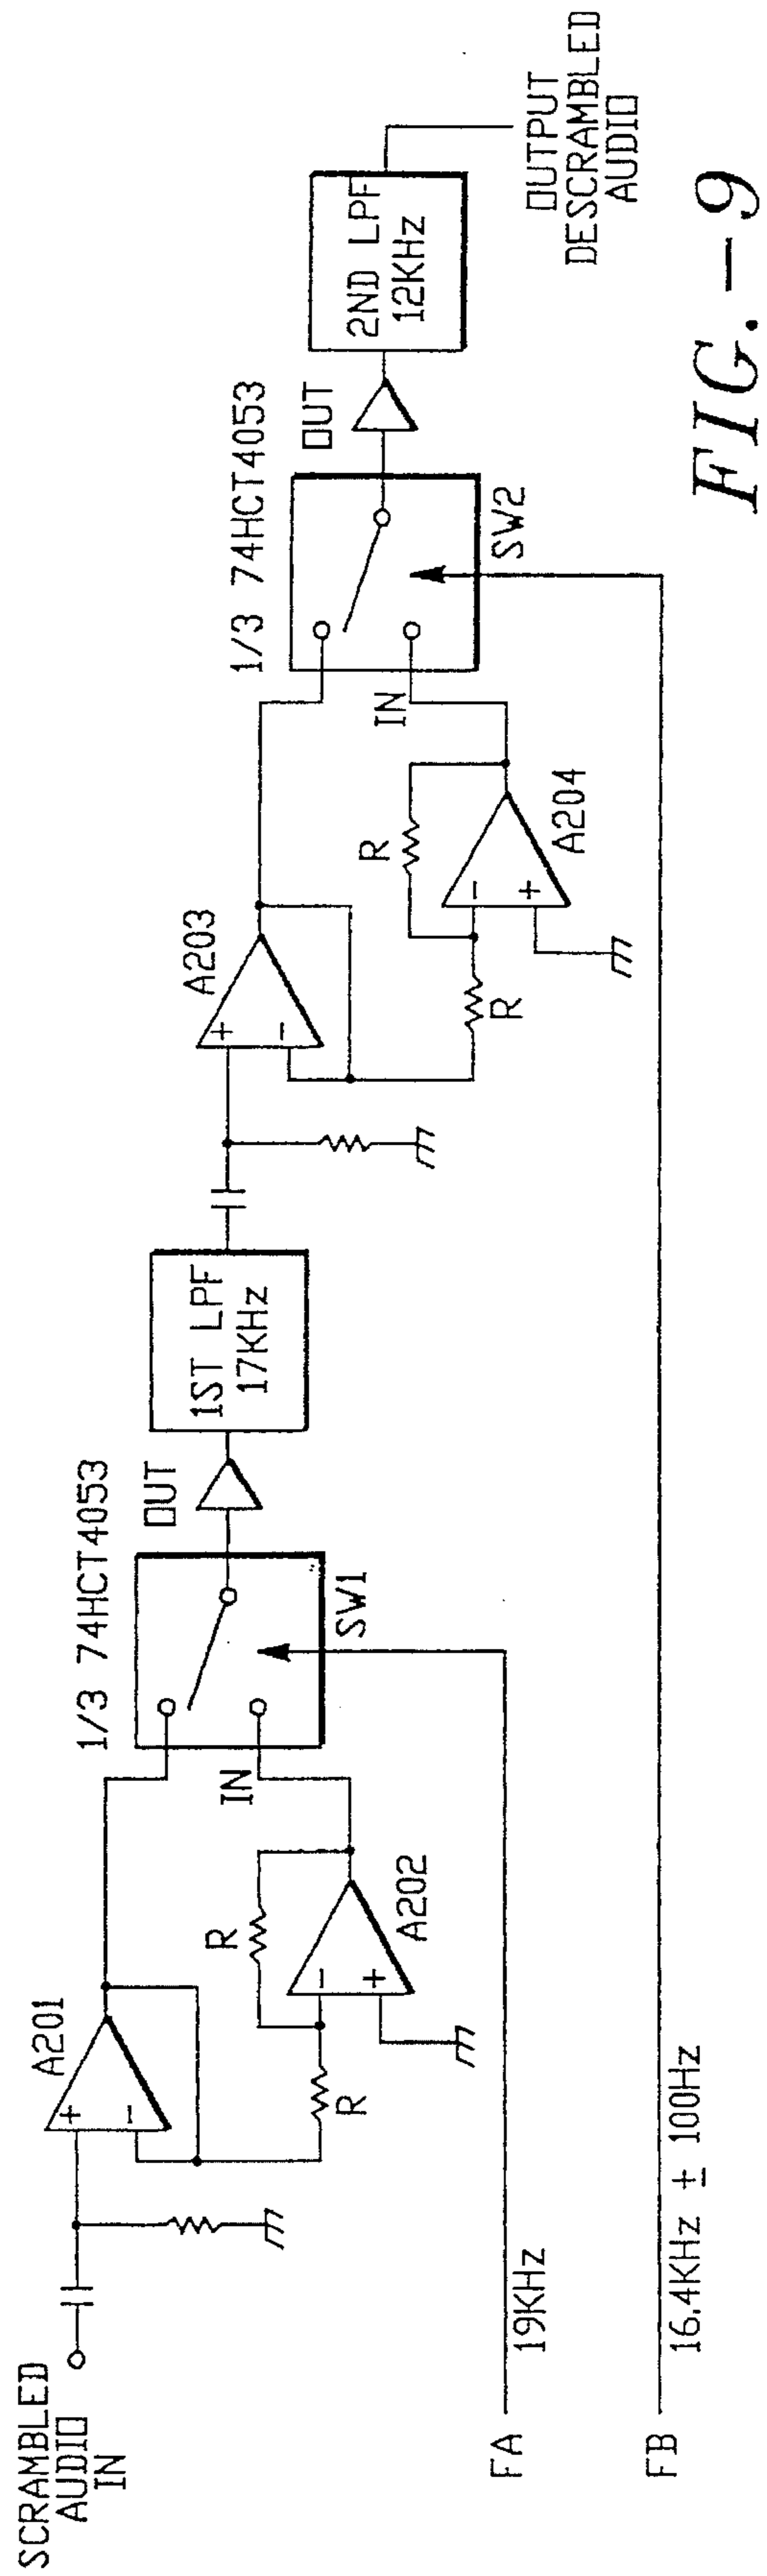 SCRAMBLED
AUDIO
IN
A201
+
-
R
R
-
+
A202
IN
1/3 74HCT4053
SW1
OUT
1ST LPF
17KHz
A203
+
-
R
R
-
+
A204
IN
1/3 74HCT4053
SW2
OUT
2ND LPF
12KHz
OUTPUT
DESCRAMBLED
AUDIO
FA
19KHz
FB
16.4KHz ± 100Hz
FIG.-9